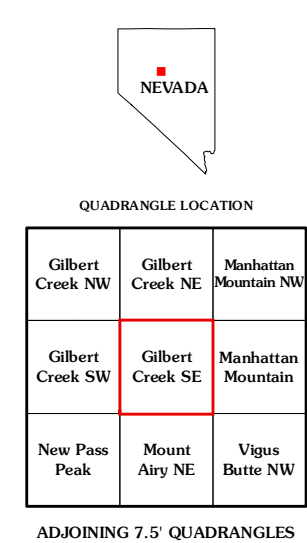 NEVADA
QUADRANGLE LOCATION
Gilbert
Creek NW
Gilbert
Creek NE
Manhattan
Mountain NW
Gilbert
Creek SW
Gilbert
Creek SE
Manhattan
Mountain
New Pass
Peak
Mount
Airy NE
Vigus
Butte NW
ADJOINING 7.5' QUADRANGLES